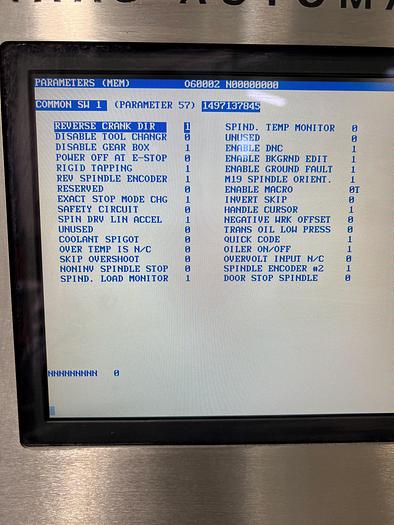 AUTOMA
PARAMETERS (MEM) O60002 N00000000
COMMON SW 1 (PARAMETER 57) 1497137845
REVERSE CRANK DIR 1 SPIND. TEMP MONITOR 0
DISABLE TOOL CHANGR 0 UNUSED 0
DISABLE GEAR BOX 1 ENABLE DNC 1
POWER OFF AT E-STOP 0 ENABLE BKGRND EDIT 1
RIGID TAPPING 1 ENABLE GROUND FAULT 1
REV SPINDLE ENCODER 1 M19 SPINDLE ORIENT. 1
RESERVED 0 ENABLE MACRO 0T
EXACT STOP MODE CHG 1 INVERT SKIP 0
SAFETY CIRCUIT 0 HANDLE CURSOR 1
SPIN DRV LIN ACCEL 1 NEGATIVE WRK OFFSET 0
UNUSED 0 TRANS OIL LOW PRESS 0
COOLANT SPIGOT 0 QUICK CODE 1
OVER TEMP IS N/C 0 OILER ON/OFF 1
SKIP OVERSHOOT 0 OVERVOLT INPUT N/C 0
NONINV SPINDLE STOP 0 SPINDLE ENCODER #2 1
SPIND. LOAD MONITOR 1 DOOR STOP SPINDLE 0
NNNNNNNNN 0